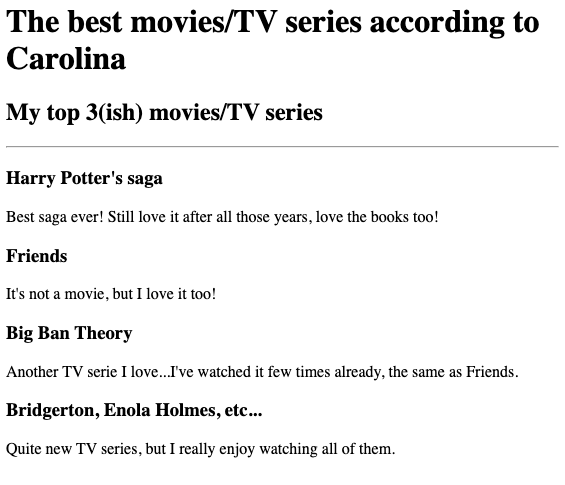 The best movies/TV series according to
Carolina
My top 3(ish) movies/TV series
Harry Potter's saga
Best saga ever! Still love it after all those years, love the books too!
Friends
It's not a movie, but I love it too!
Big Ban Theory
Another TV serie I love...I've watched it few times already, the same as Friends.
Bridgerton, Enola Holmes, etc...
Quite new TV series, but I really enjoy watching all of them.